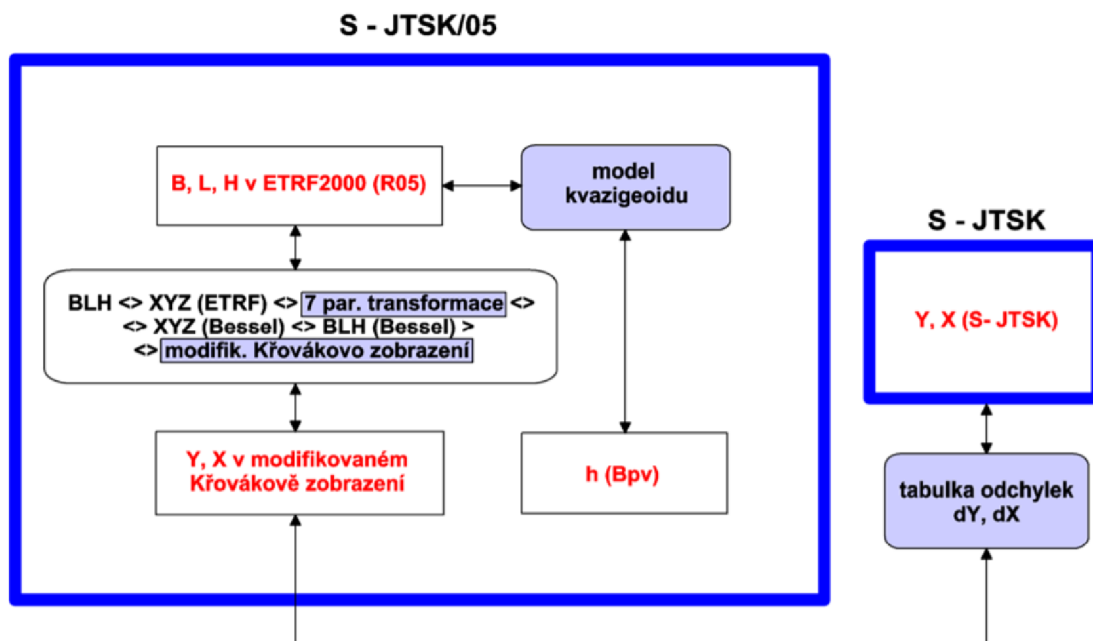 S - JTSK/05
B, L, H v ETRF2000 (R05)
model
kvazigeoidu
BLH <> XYZ (ETRF) <> 7 par. transformace <>
<> XYZ (Bessel) <> BLH (Bessel) >
<> modifik. Křovákovo zobrazení
Y, X v modifikovaném
Křovákově zobrazení
h (Bpv)
S - JTSK
Y, X (S- JTSK)
tabulka odchylek
dY, dX